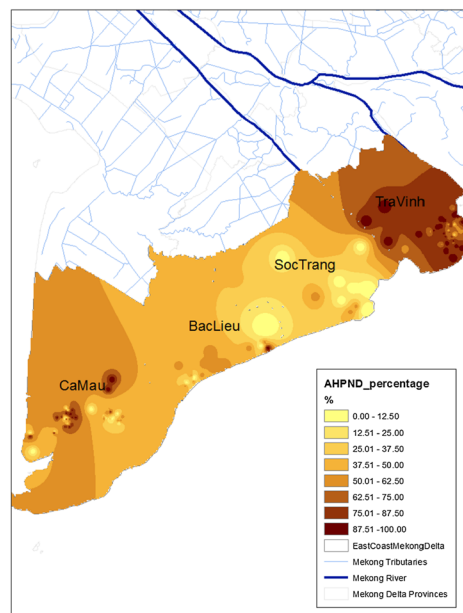 TraVinh
SocTrang
BacLieu
CaMau
AHPND_percentage
%
0.00 - 12.50
12.51 - 25.00
25.01 - 37.50
37.51 - 50.00
50.01 - 62.50
62.51 - 75.00
75.01 - 87.50
87.51 -100.00
EastCoastMekongDelta
Mekong Tributaries
Mekong River
Mekong Delta Provinces